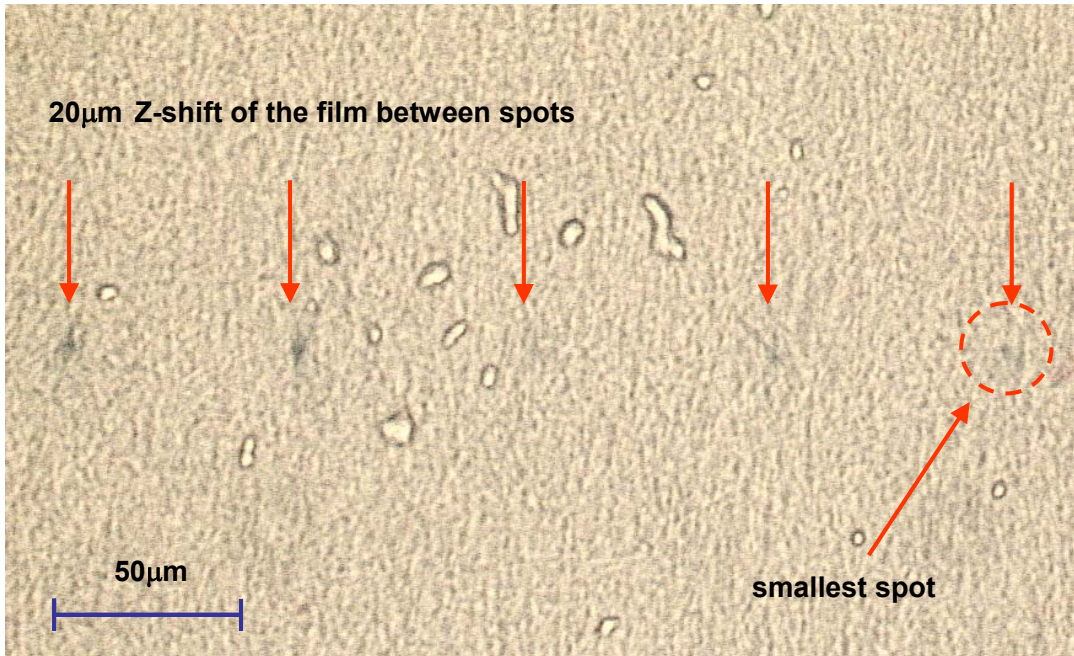 20μm Z-shift of the film between spots
50μm
smallest spot